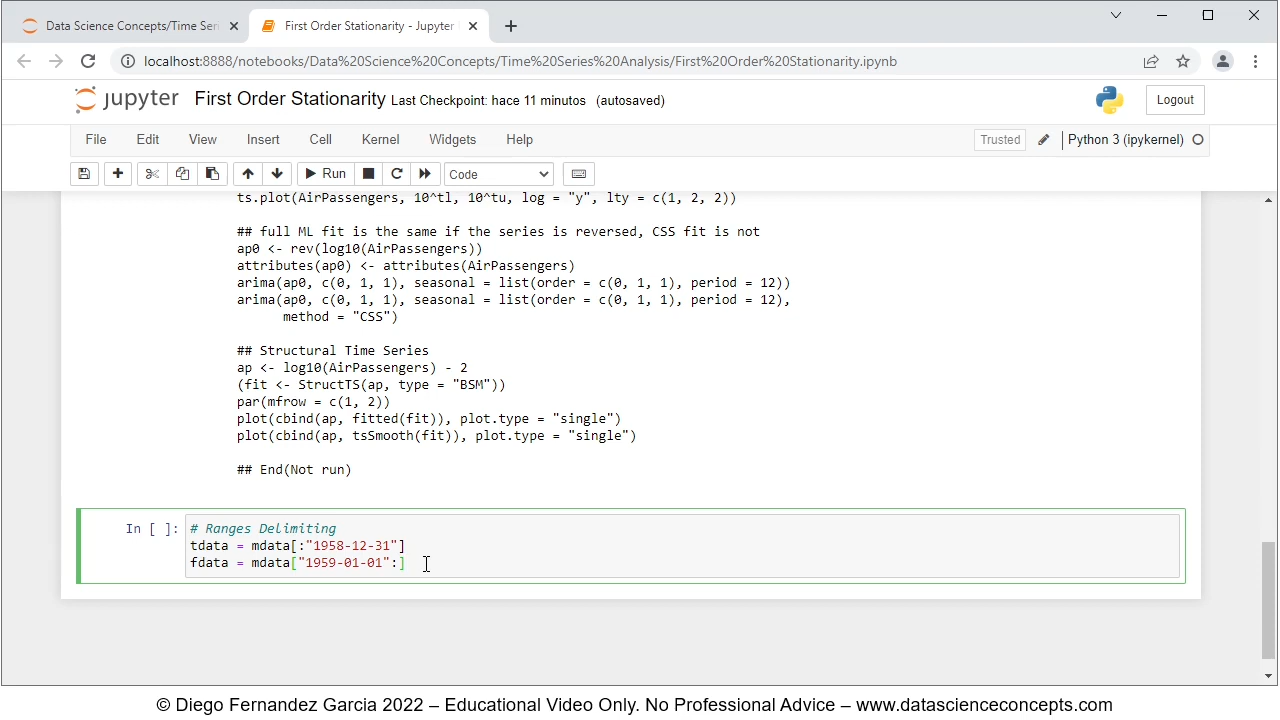 Data Science Concepts/Time Seri
First Order Stationarity - Jupyter
localhost:8888/notebooks/Data%20Science%20Concepts/Time%20Series%20Analysis/First%20Order%20Stationarity.ipynb
jupyter First Order Stationarity Last Checkpoint: hace 11 minutos (autosaved)
Logout
File Edit View Insert Cell Kernel Widgets Help
Trusted Python 3 (ipykernel)
Run Code
ts.plot(AirPassengers, 10^tl, 10^tu, log = "y", lty = c(1, 2, 2))
## full ML fit is the same if the series is reversed, CSS fit is not
ap0 <- rev(log10(AirPassengers))
attributes(ap0) <- attributes(AirPassengers)
arima(ap0, c(0, 1, 1), seasonal = list(order = c(0, 1, 1), period = 12))
arima(ap0, c(0, 1, 1), seasonal = list(order = c(0, 1, 1), period = 12),
method = "CSS")
## Structural Time Series
ap <- log10(AirPassengers) - 2
(fit <- StructTS(ap, type = "BSM"))
par(mfrow = c(1, 2))
plot(cbind(ap, fitted(fit)), plot.type = "single")
plot(cbind(ap, tsSmooth(fit)), plot.type = "single")
## End(Not run)
In [ ]: # Ranges Delimiting
tdata = mdata[:"1958-12-31"]
fdata = mdata["1959-01-01":]
© Diego Fernandez Garcia 2022 – Educational Video Only. No Professional Advice – www.datascienceconcepts.com